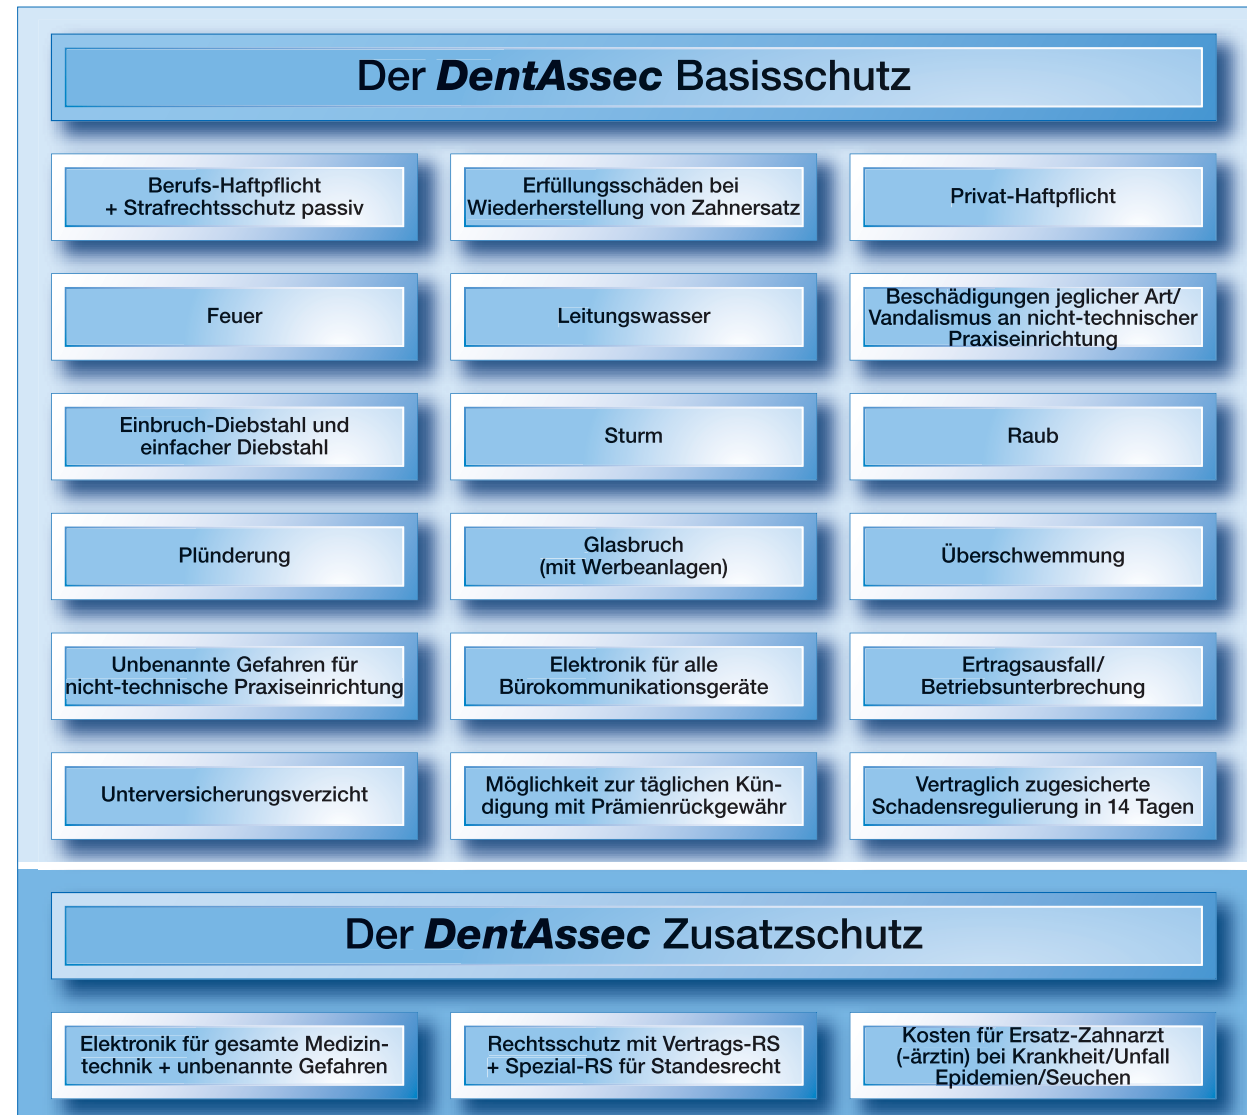 Der DentAssec Basisschutz
Berufs-Haftpflicht
+ Strafrechtsschutz passiv
Erfüllungsschäden bei
Wiederherstellung von Zahnersatz
Privat-Haftpflicht
Feuer
Leitungswasser
Beschädigungen jeglicher Art/
Vandalismus an nicht-technischer
Praxiseinrichtung
Einbruch-Diebstahl und
einfacher Diebstahl
Sturm
Raub
Plünderung
Glasbruch
(mit Werbeanlagen)
Überschwemmung
Unbenannte Gefahren für
nicht-technische Praxiseinrichtung
Elektronik für alle
Bürokommunikationsgeräte
Ertragsausfall/
Betriebsunterbrechung
Unterversicherungsverzicht
Möglichkeit zur täglichen Kün-
digung mit Prämienrückgewähr
Vertraglich zugesicherte
Schadensregulierung in 14 Tagen
Der DentAssec Zusatzschutz
Elektronik für gesamte Medizin-
technik + unbenannte Gefahren
Rechtsschutz mit Vertrags-RS
+ Spezial-RS für Standesrecht
Kosten für Ersatz-Zahnarzt
(-ärztin) bei Krankheit/Unfall
Epidemien/Seuchen